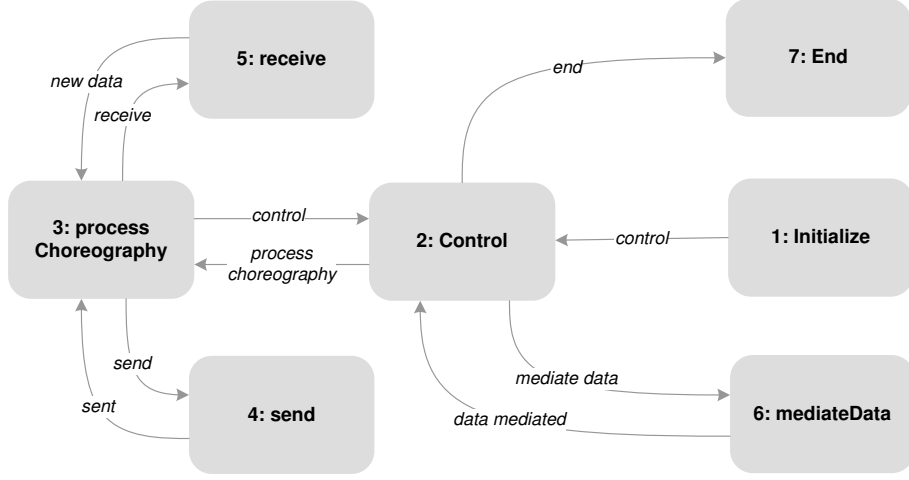 5: receive
7: End
end
new data
receive
3: process
Choreography
control
2: Control
control
1: Initialize
process
choreography
send
mediate data
sent
4: send
data mediated
6: mediateData